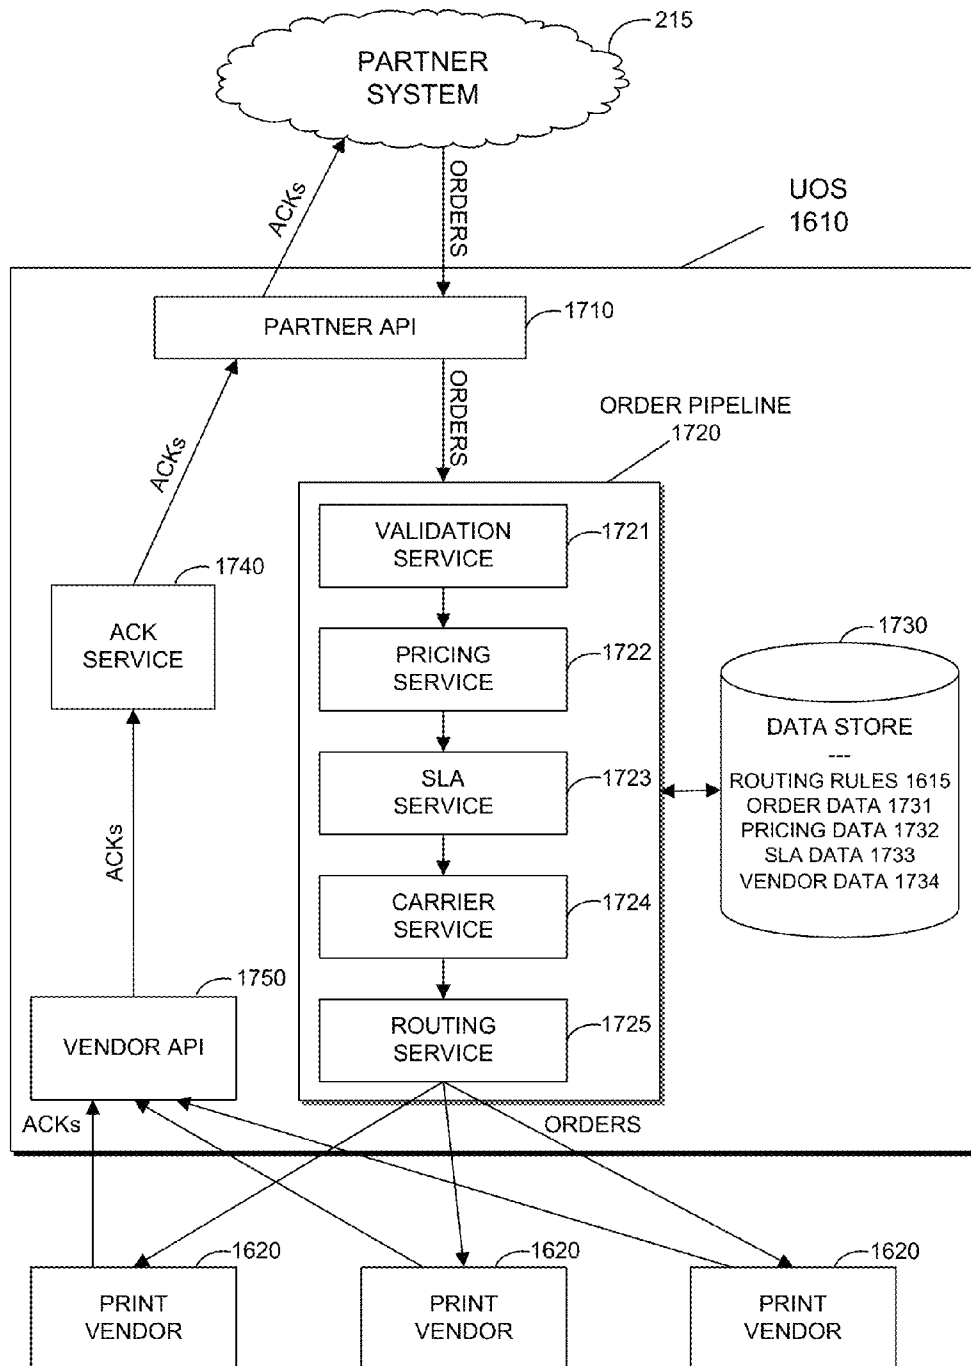 215
PARTNER
SYSTEM
ACKs
ORDERS
UOS
1610
PARTNER API
1710
ACKs
ORDERS
ORDER PIPELINE
1720
VALIDATION
SERVICE
1721
1740
ACK
SERVICE
PRICING
SERVICE
1722
1730
DATA STORE
---
ROUTING RULES 1615
ORDER DATA 1731
PRICING DATA 1732
SLA DATA 1733
VENDOR DATA 1734
SLA
SERVICE
1723
ACKs
CARRIER
SERVICE
1724
1750
VENDOR API
ROUTING
SERVICE
1725
ACKs
ORDERS
1620
PRINT
VENDOR
1620
PRINT
VENDOR
1620
PRINT
VENDOR